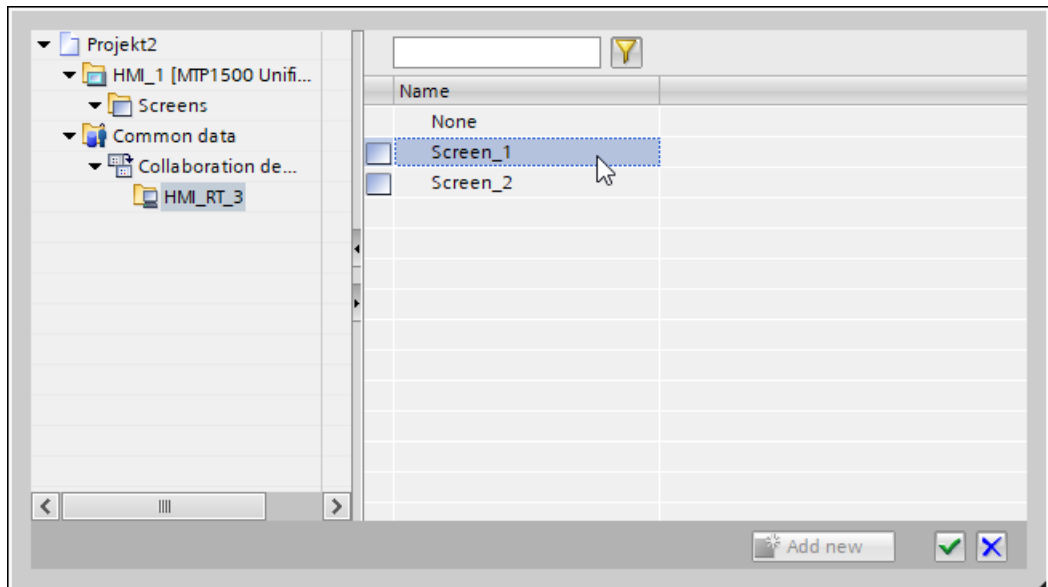 Projekt2
HMI_1 [MTP1500 Unifi...
Screens
Common data
Collaboration de...
HMI_RT_3
Name
None
Screen_1
Screen_2
Add new